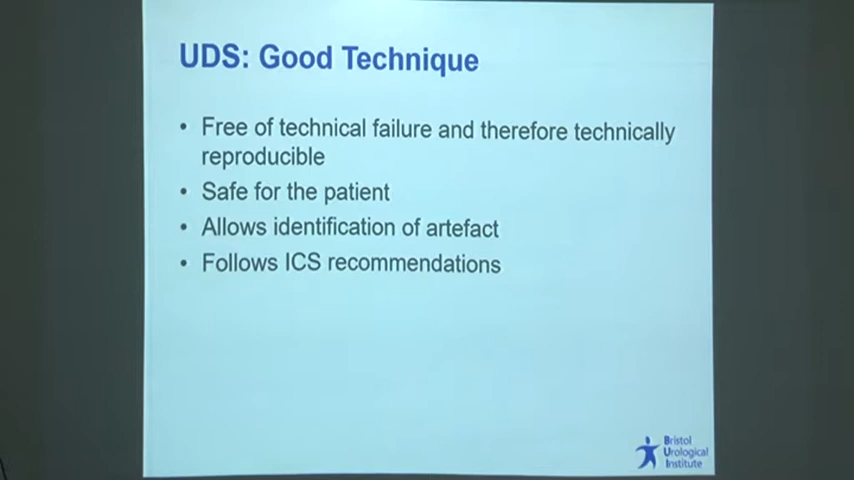 UDS: Good Technique
• Free of technical failure and therefore technically
reproducible
• Safe for the patient
• Allows identification of artefact
• Follows ICS recommendations
Bristol
Urological
Institute